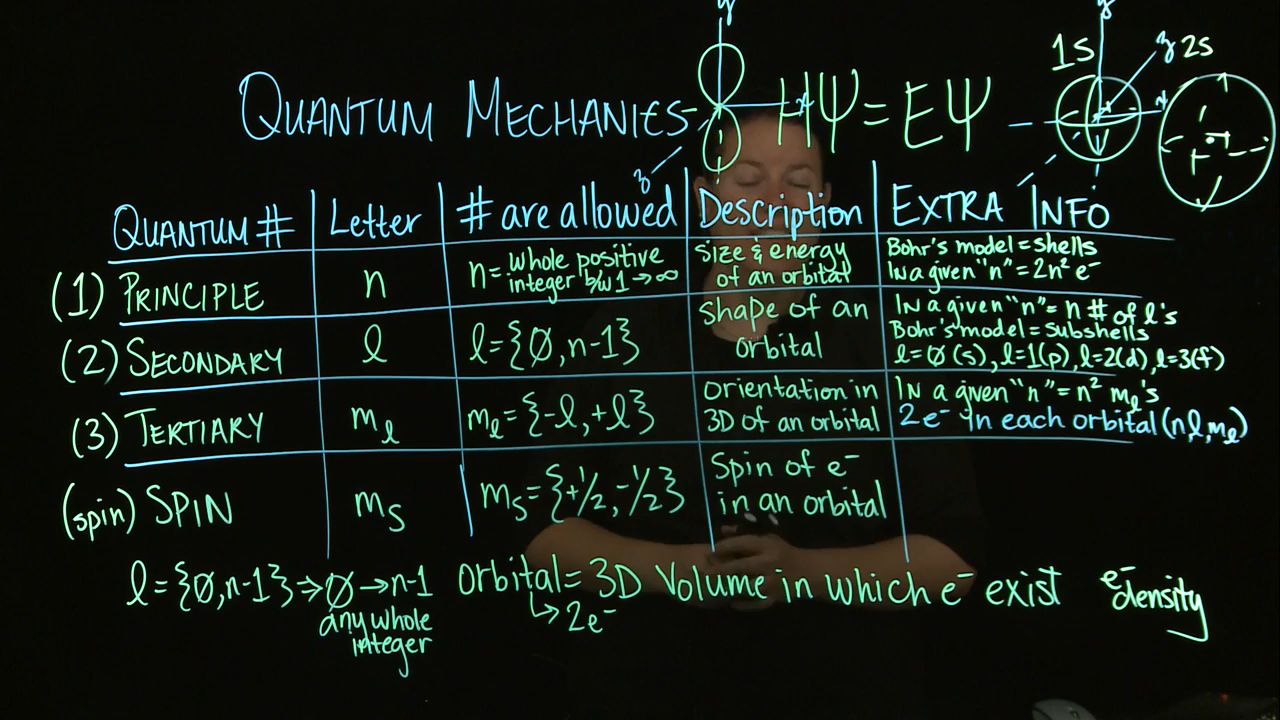 y
y
1s
z 2s
QUANTUM MECHANICS
x
HΨ=EΨ
x
z
QUANTUM #
Letter
# are allowed
Description
EXTRA INFO
(1) PRINCIPLE
n
n= whole positive
integer b/w 1→∞
size & energy
of an orbital
Bohr's model = shells
In a given "n" = 2n² e⁻
(2) SECONDARY
l
l={Ø,n-1}
shape of an
orbital
In a given "n" = n # of l's
Bohr's model = subshells
l=Ø(s), l=1(p), l=2(d), l=3(f)
(3) TERTIARY
mₗ
mₗ={-l,+l}
orientation in
3D of an orbital
In a given "n" = n² mₗ's
2e⁻ in each orbital (n,l,mₗ)
(spin) SPIN
mₛ
mₛ={+1/2,-1/2}
Spin of e⁻
in an orbital
l={Ø,n-1}⇒Ø→n-1
any whole
integer
orbital = 3D Volume in which e⁻ exist
↳2e⁻
e⁻
density